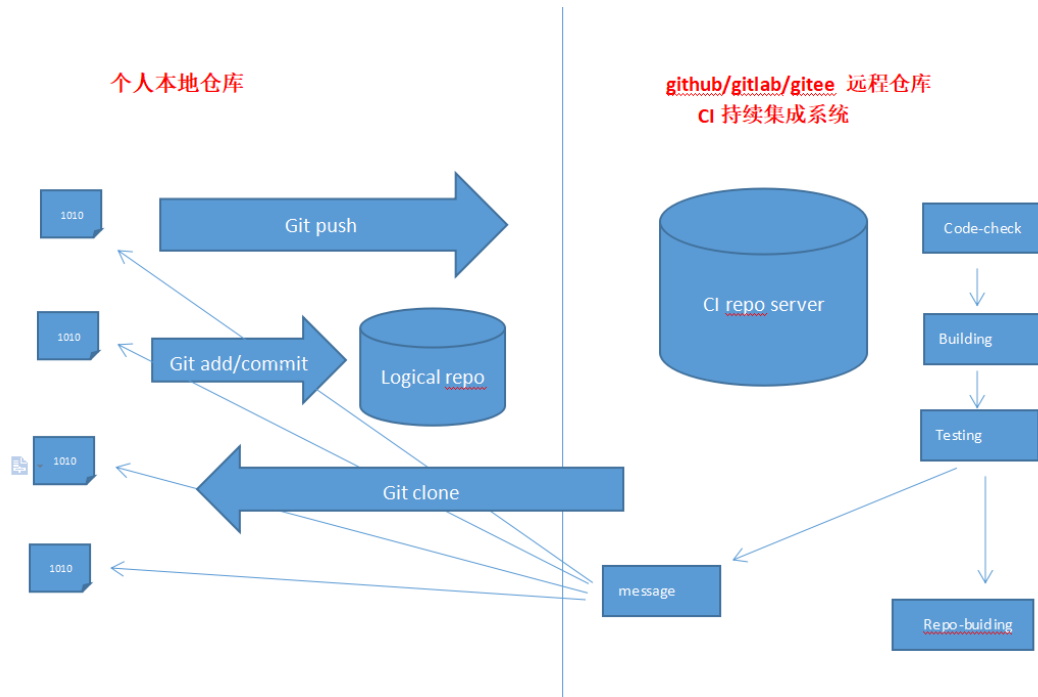 个人本地仓库
github/gitlab/gitee 远程仓库
CI 持续集成系统
1010
Git push
CI repo server
Code-check
1010
Git add/commit
Logical repo
Building
1010
Testing
Git clone
1010
message
Repo-buiding